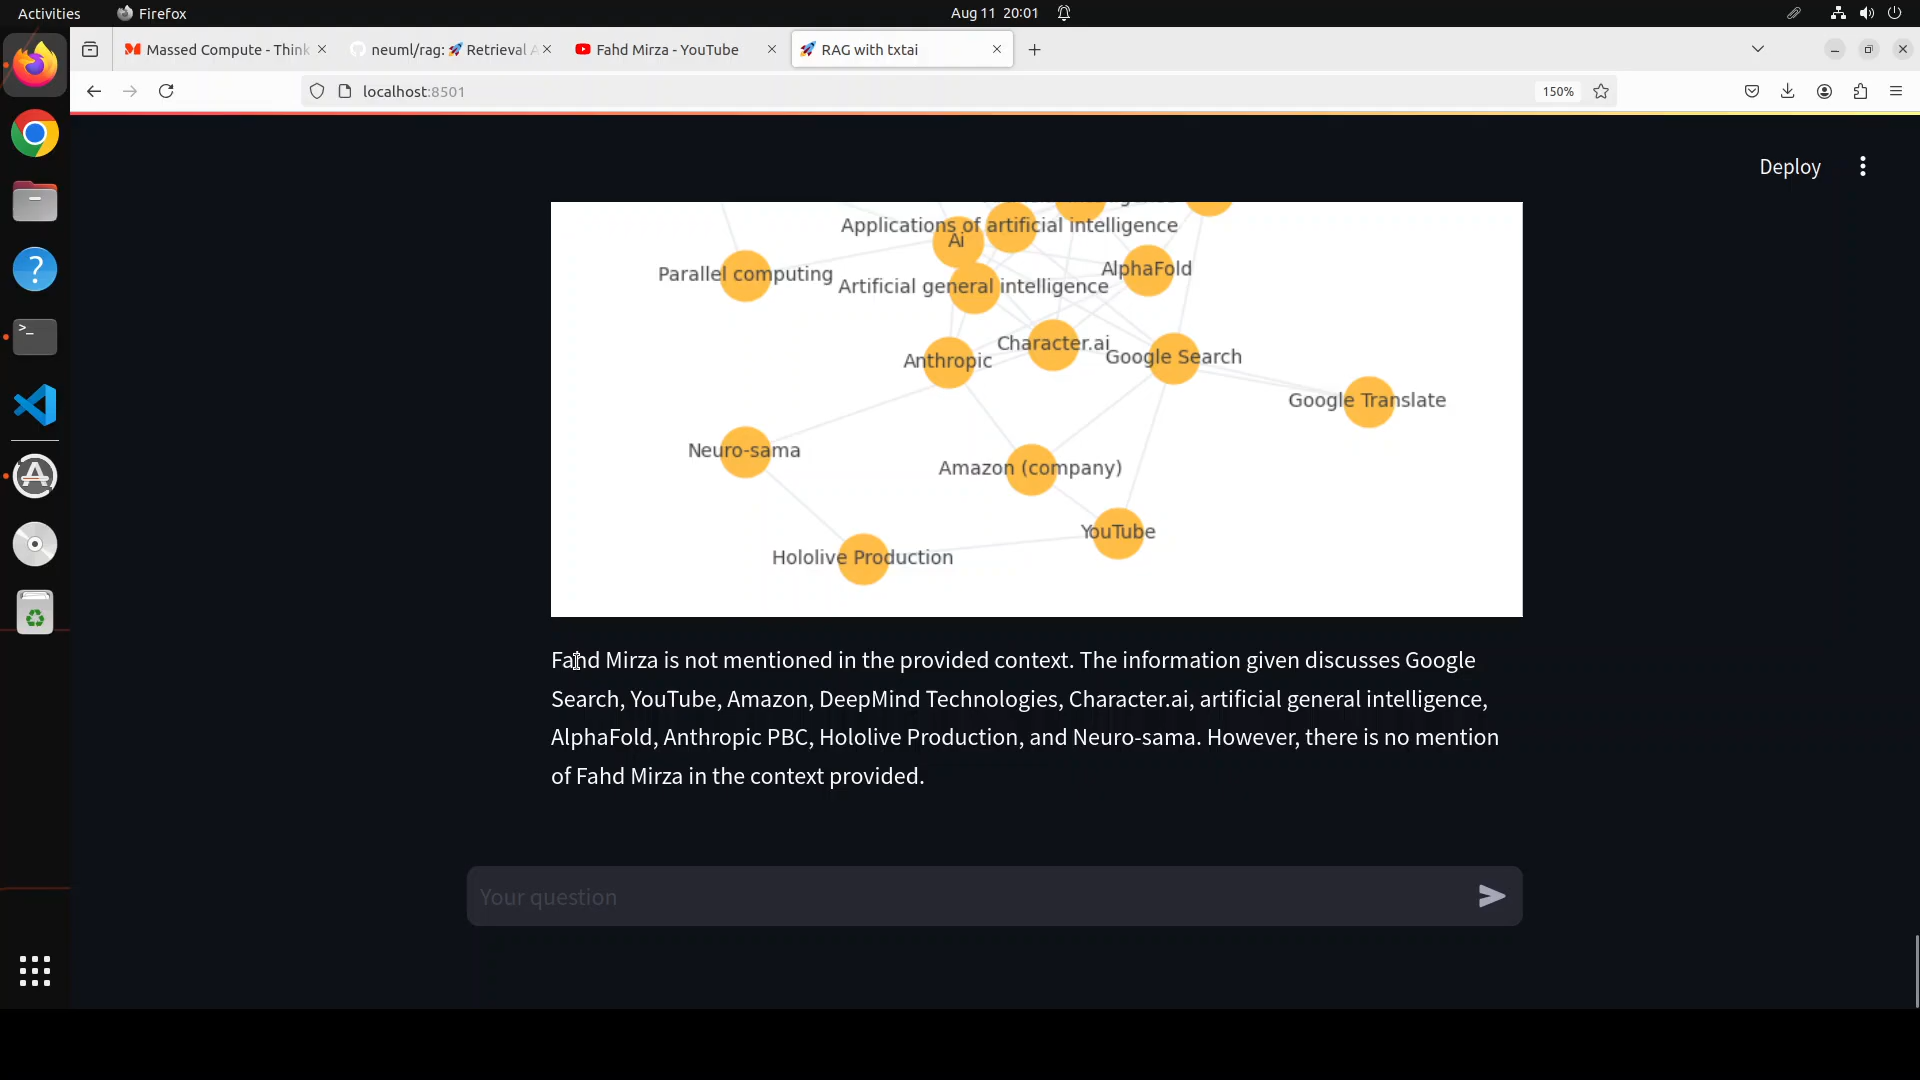 Activities
Firefox
Aug 11 20:01
Massed Compute - Think
neuml/rag: 🚀 Retrieval A
Fahd Mirza - YouTube
🚀 RAG with txtai
localhost:8501
150%
Deploy
Applications of artificial intelligence
Ai
AlphaFold
Parallel computing
Artificial general intelligence
Character.ai
Google Search
Anthropic
Google Translate
Neuro-sama
Amazon (company)
YouTube
Hololive Production
Fahd Mirza is not mentioned in the provided context. The information given discusses Google
Search, YouTube, Amazon, DeepMind Technologies, Character.ai, artificial general intelligence,
AlphaFold, Anthropic PBC, Hololive Production, and Neuro-sama. However, there is no mention
of Fahd Mirza in the context provided.
Your question